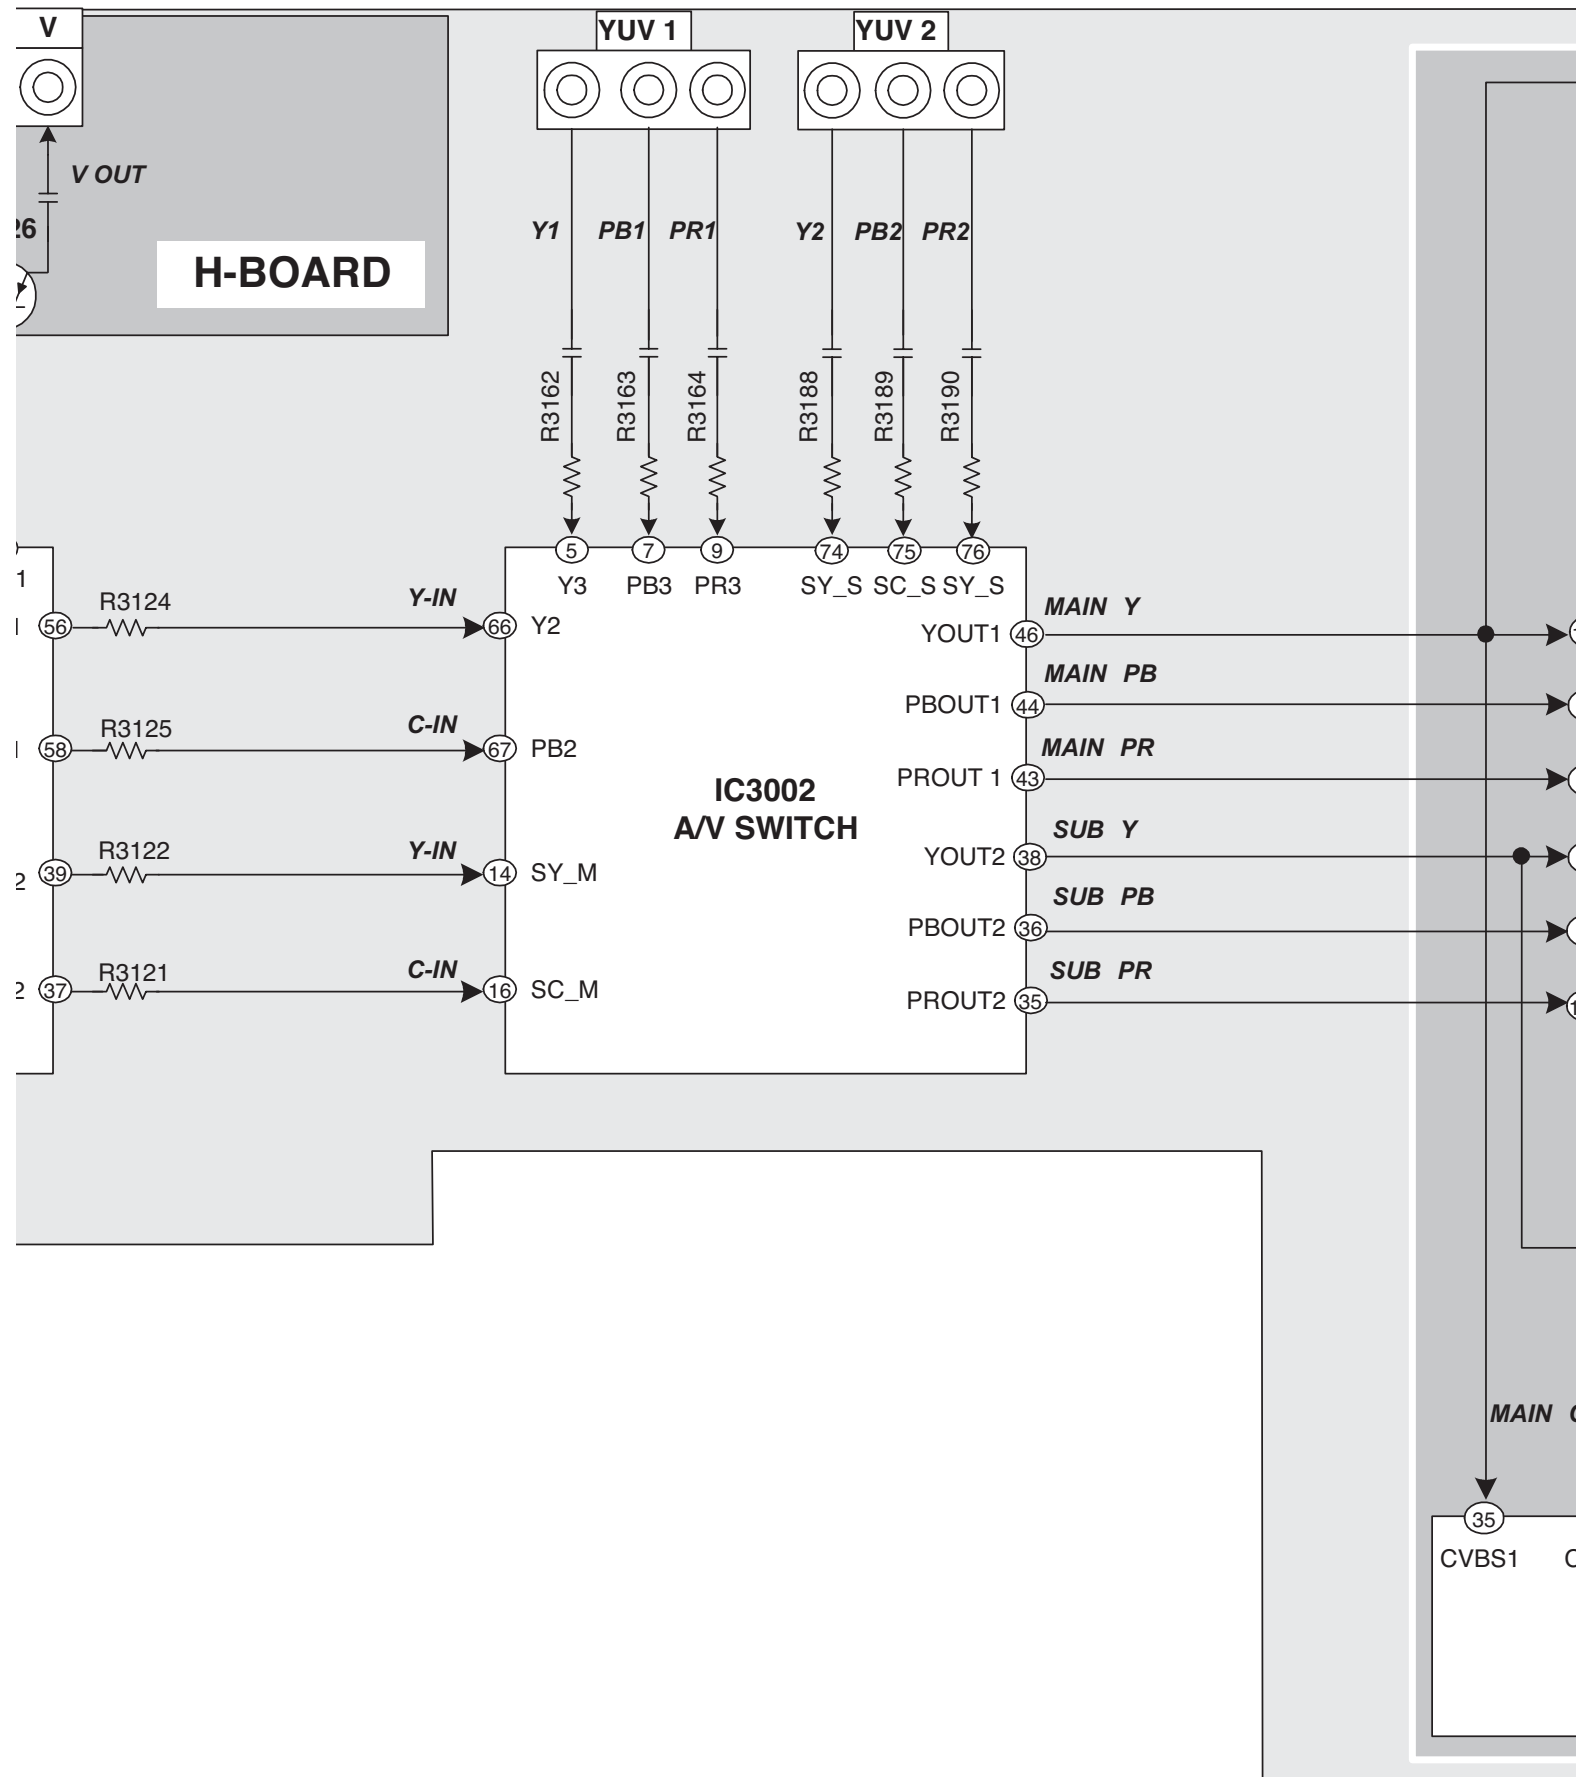 V
YUV 1
YUV 2
V OUT
26
H-BOARD
Y1 PB1 PR1
Y2 PB2 PR2
R3162
R3163
R3164
R3188
R3189
R3190
5 7 9 74 75 76
Y3 PB3 PR3 SY_S SC_S SY_S
1
56
R3124
Y-IN
66 Y2
58
R3125
C-IN
67 PB2
2
39
R3122
Y-IN
14 SY_M
2
37
R3121
C-IN
16 SC_M
IC3002
A/V SWITCH
YOUT1 46
MAIN Y
PBOUT1 44
MAIN PB
PROUT 1 43
MAIN PR
YOUT2 38
SUB Y
PBOUT2 36
SUB PB
PROUT2 35
SUB PR
MAIN
35
CVBS1